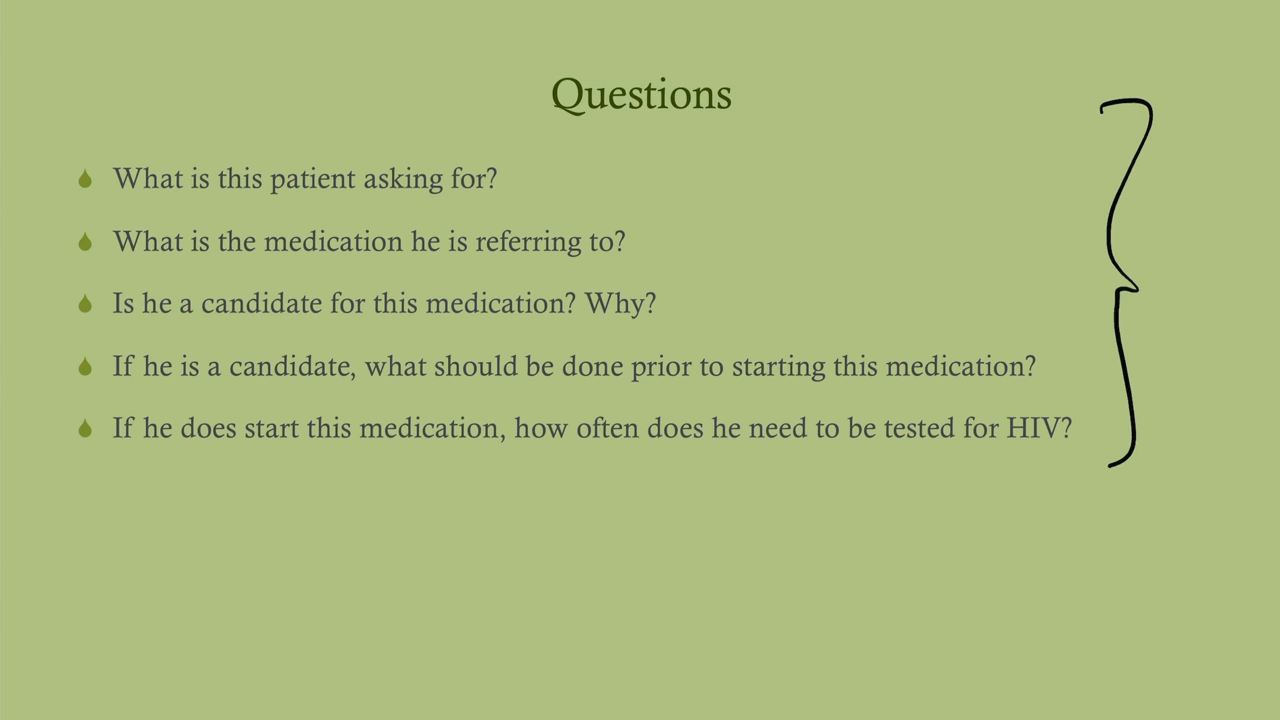 Questions
What is this patient asking for?
What is the medication he is referring to?
Is he a candidate for this medication? Why?
If he is a candidate, what should be done prior to starting this medication?
If he does start this medication, how often does he need to be tested for HIV?